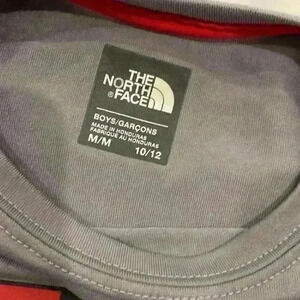 THE
NORTH
FACE
®
BOYS/GARÇONS
MADE IN HONDURAS
FABRIQUÉ AU HONDURAS
M/M 10/12